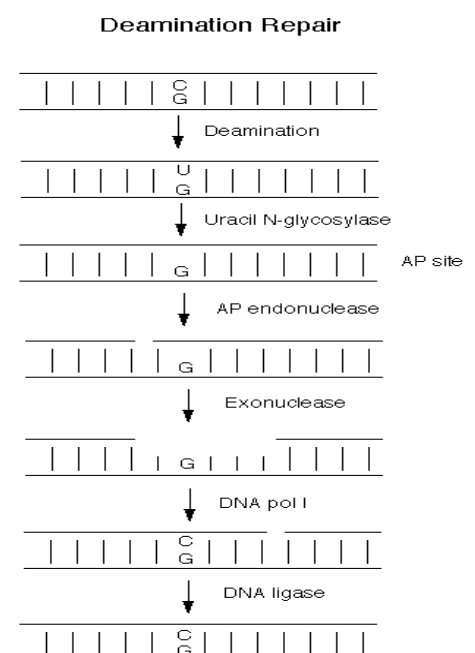 Deamination Repair
C
G
Deamination
U
G
Uracil N-glycosylase
G
AP site
AP endonuclease
G
Exonuclease
G
DNA pol I
C
G
DNA ligase
C
G